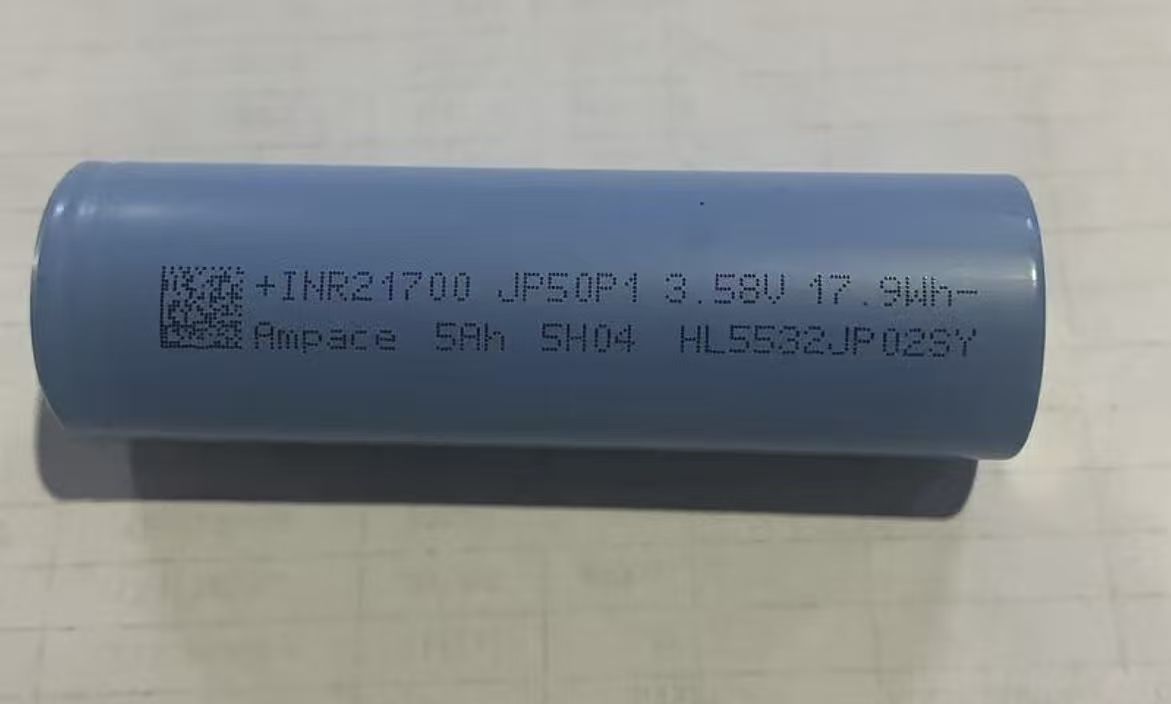 +INR21700 JP50P1 3.58V 17.9Wh-
Ampace 5Ah 5H04 HL5532JP02SY